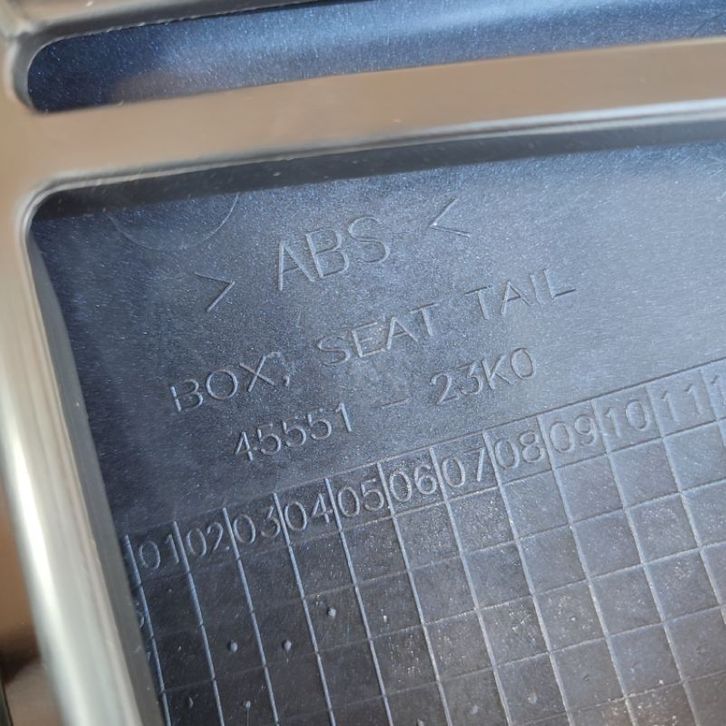 > ABS <
BOX, SEAT TAIL
45551 - 23K0
01 02 03 04 05 06 07 08 09 10 11